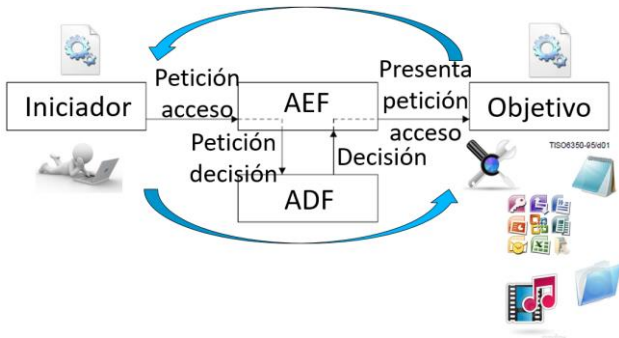 Iniciador
Petición
acceso
AEF
Presenta
petición
acceso
Objetivo
Petición
decisión
Decisión
ADF
TISO6350-95/d01